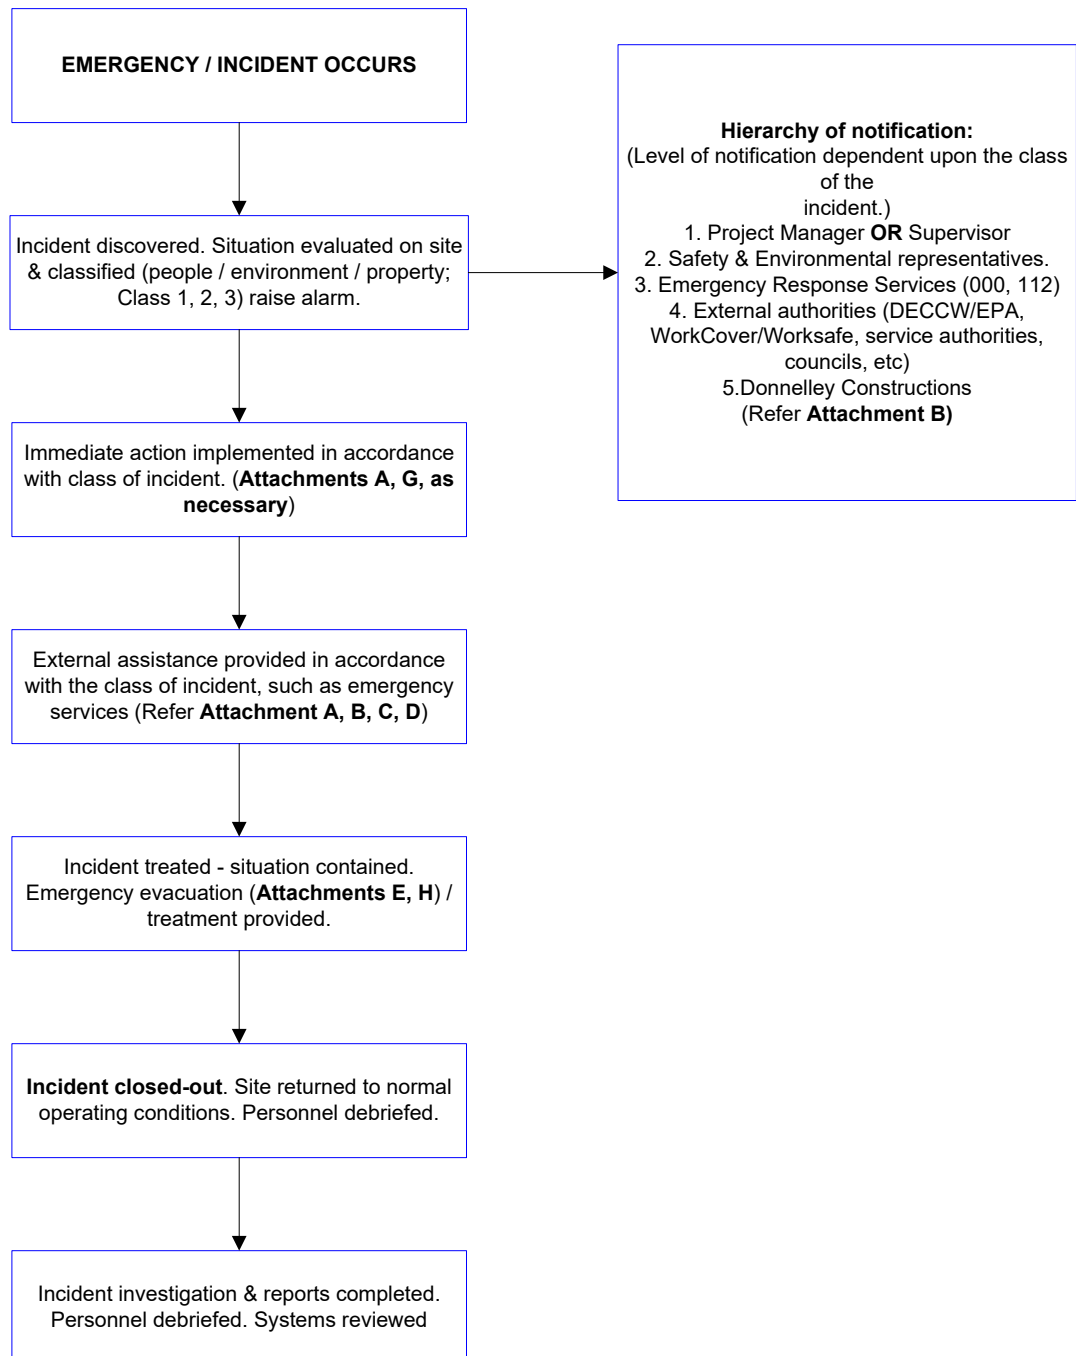 EMERGENCY / INCIDENT OCCURS
Incident discovered. Situation evaluated on site
& classified (people / environment / property;
Class 1, 2, 3) raise alarm.
Hierarchy of notification:
(Level of notification dependent upon the class
of the
incident.)
1. Project Manager OR Supervisor
2. Safety & Environmental representatives.
3. Emergency Response Services (000, 112)
4. External authorities (DECCW/EPA,
WorkCover/Worksafe, service authorities,
councils, etc)
5.Donnelley Constructions
(Refer Attachment B)
Immediate action implemented in accordance
with class of incident. (Attachments A, G, as
necessary)
External assistance provided in accordance
with the class of incident, such as emergency
services (Refer Attachment A, B, C, D)
Incident treated - situation contained.
Emergency evacuation (Attachments E, H) /
treatment provided.
Incident closed-out. Site returned to normal
operating conditions. Personnel debriefed.
Incident investigation & reports completed.
Personnel debriefed. Systems reviewed